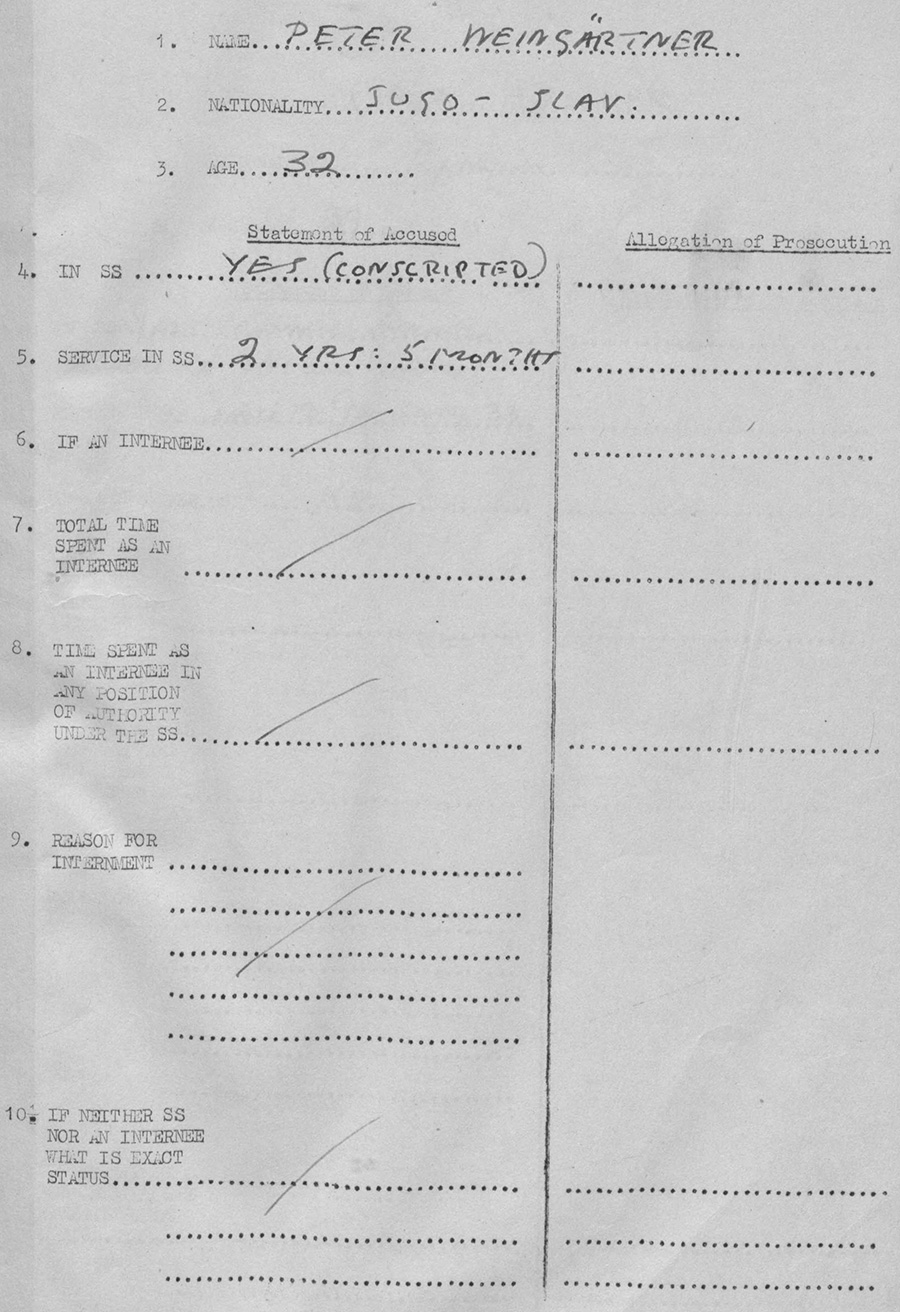 1. NAME... PETER WEINGÄRTNER
2. NATIONALITY.... JUGO-SLAV.
3. AGE.... 32
Statement of Accused Allegation of Prosecution
4. IN SS ........ YES (CONSCRIPTED)
5. SERVICE IN SS... 2 YRS: 5 MONTHS
6. IF AN INTERNEE....
7. TOTAL TIME
SPENT AS AN
INTERNEE ....
8. TIME SPENT AS
AN INTERNEE IN
ANY POSITION
OF AUTHORITY
UNDER THE SS....
9. REASON FOR
INTERNMENT ....
10. IF NEITHER SS
NOR AN INTERNEE
WHAT IS EXACT
STATUS....